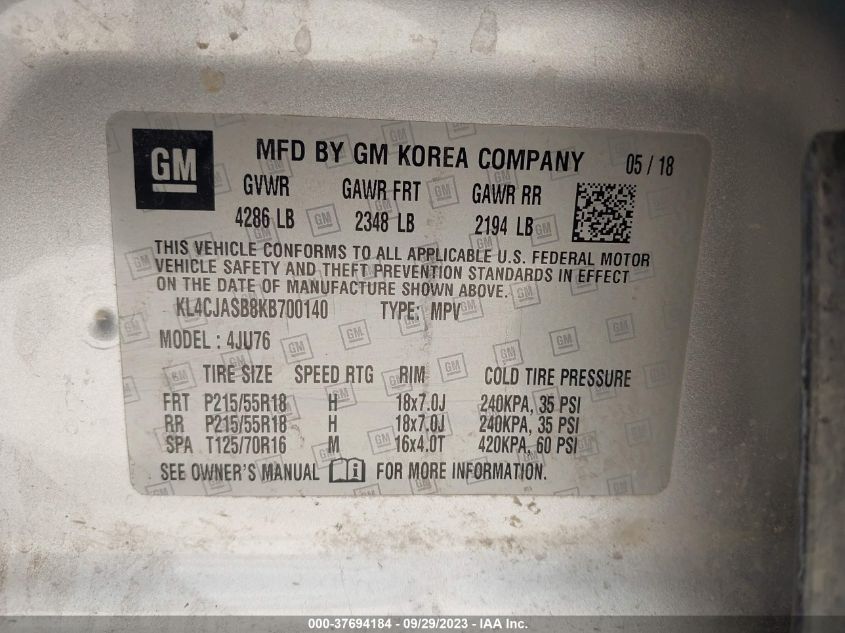 GM MFD BY GM KOREA COMPANY 05 / 18
GVWR GAWR FRT GAWR RR
4286 LB 2348 LB 2194 LB
THIS VEHICLE CONFORMS TO ALL APPLICABLE U.S. FEDERAL MOTOR
VEHICLE SAFETY AND THEFT PREVENTION STANDARDS IN EFFECT
ON THE DATE OF MANUFACTURE SHOWN ABOVE.
KL4CJASB8KB700140 TYPE: MPV
MODEL : 4JU76
TIRE SIZE SPEED RTG RIM COLD TIRE PRESSURE
FRT P215/55R18 H 18x7.0J 240KPA, 35 PSI
RR P215/55R18 H 18x7.0J 240KPA, 35 PSI
SPA T125/70R16 M 16x4.0T 420KPA, 60 PSI
SEE OWNER'S MANUAL i FOR MORE INFORMATION.
000-37694184 - 09/29/2023 - IAA Inc.